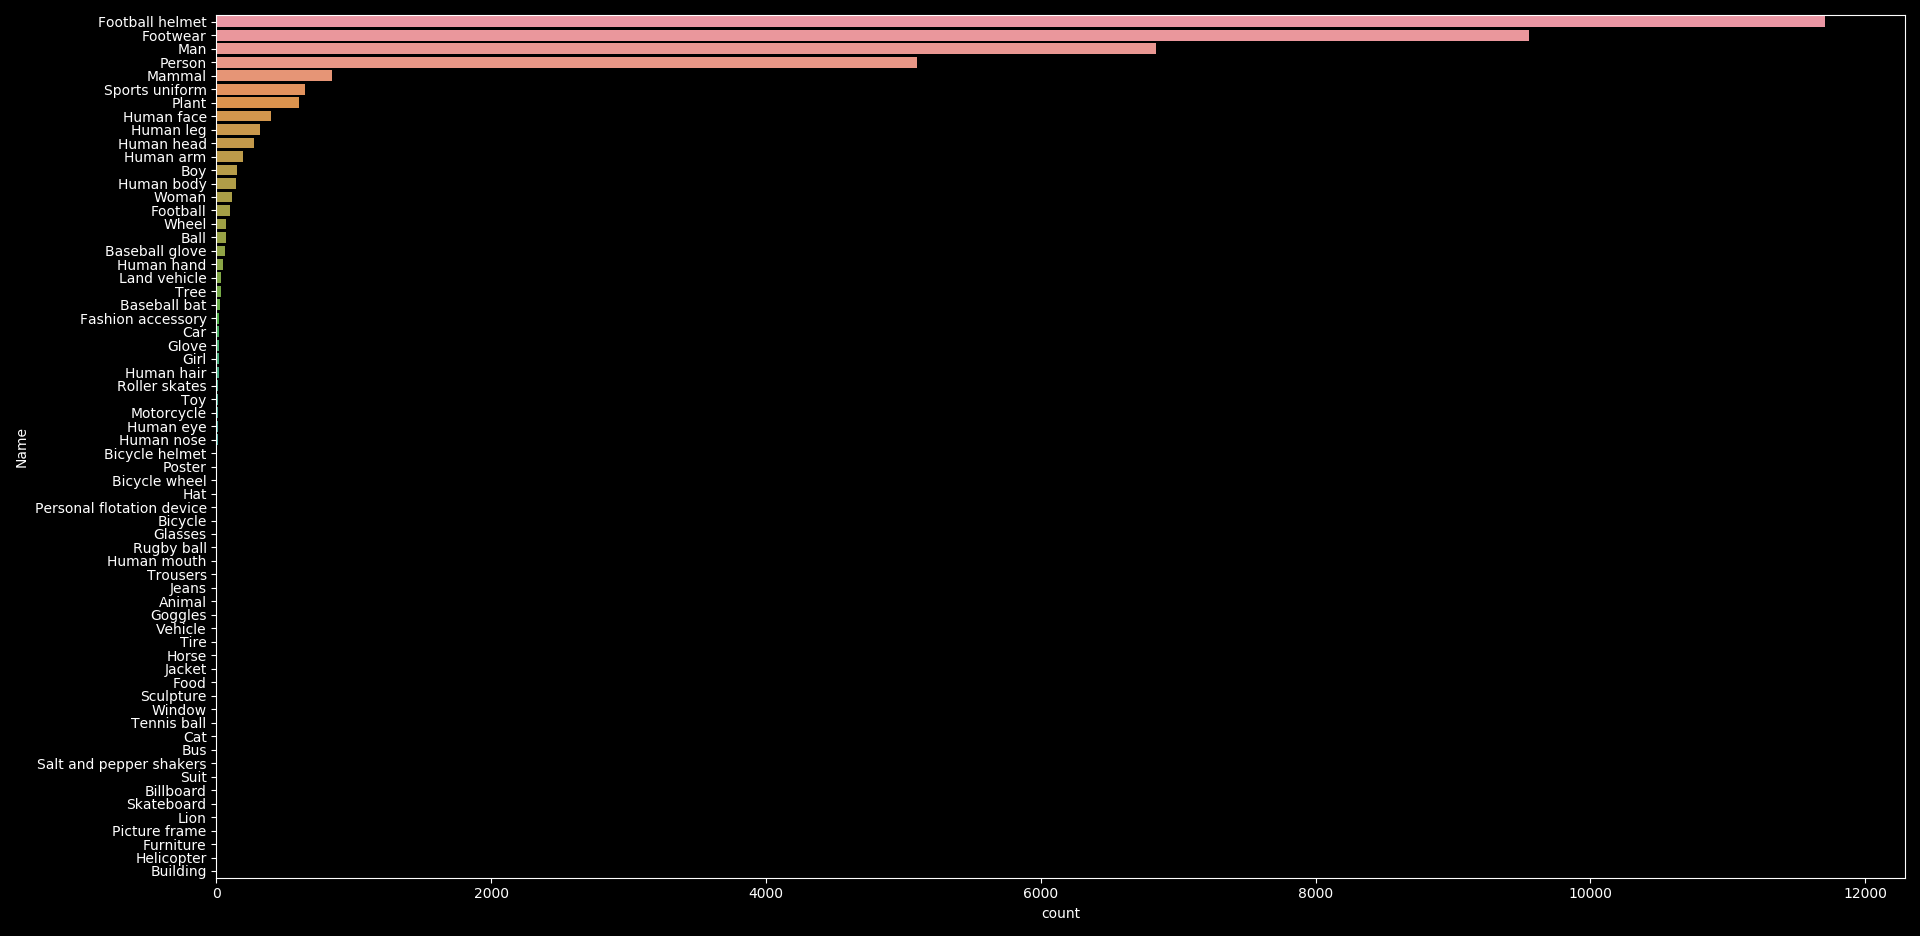 Football helmet
Footwear
Man
Person
Mammal
Sports uniform
Plant
Human face
Human leg
Human head
Human arm
Boy
Human body
Woman
Football
Wheel
Ball
Baseball glove
Human hand
Land vehicle
Tree
Baseball bat
Fashion accessory
Car
Glove
Girl
Human hair
Roller skates
Toy
Motorcycle
Human eye
Human nose
Bicycle helmet
Poster
Bicycle wheel
Hat
Personal flotation device
Bicycle
Glasses
Rugby ball
Human mouth
Trousers
Jeans
Animal
Goggles
Vehicle
Tire
Horse
Jacket
Food
Sculpture
Window
Tennis ball
Cat
Bus
Salt and pepper shakers
Suit
Billboard
Skateboard
Lion
Picture frame
Furniture
Helicopter
Building
Name
0 2000 4000 6000 8000 10000 12000
count